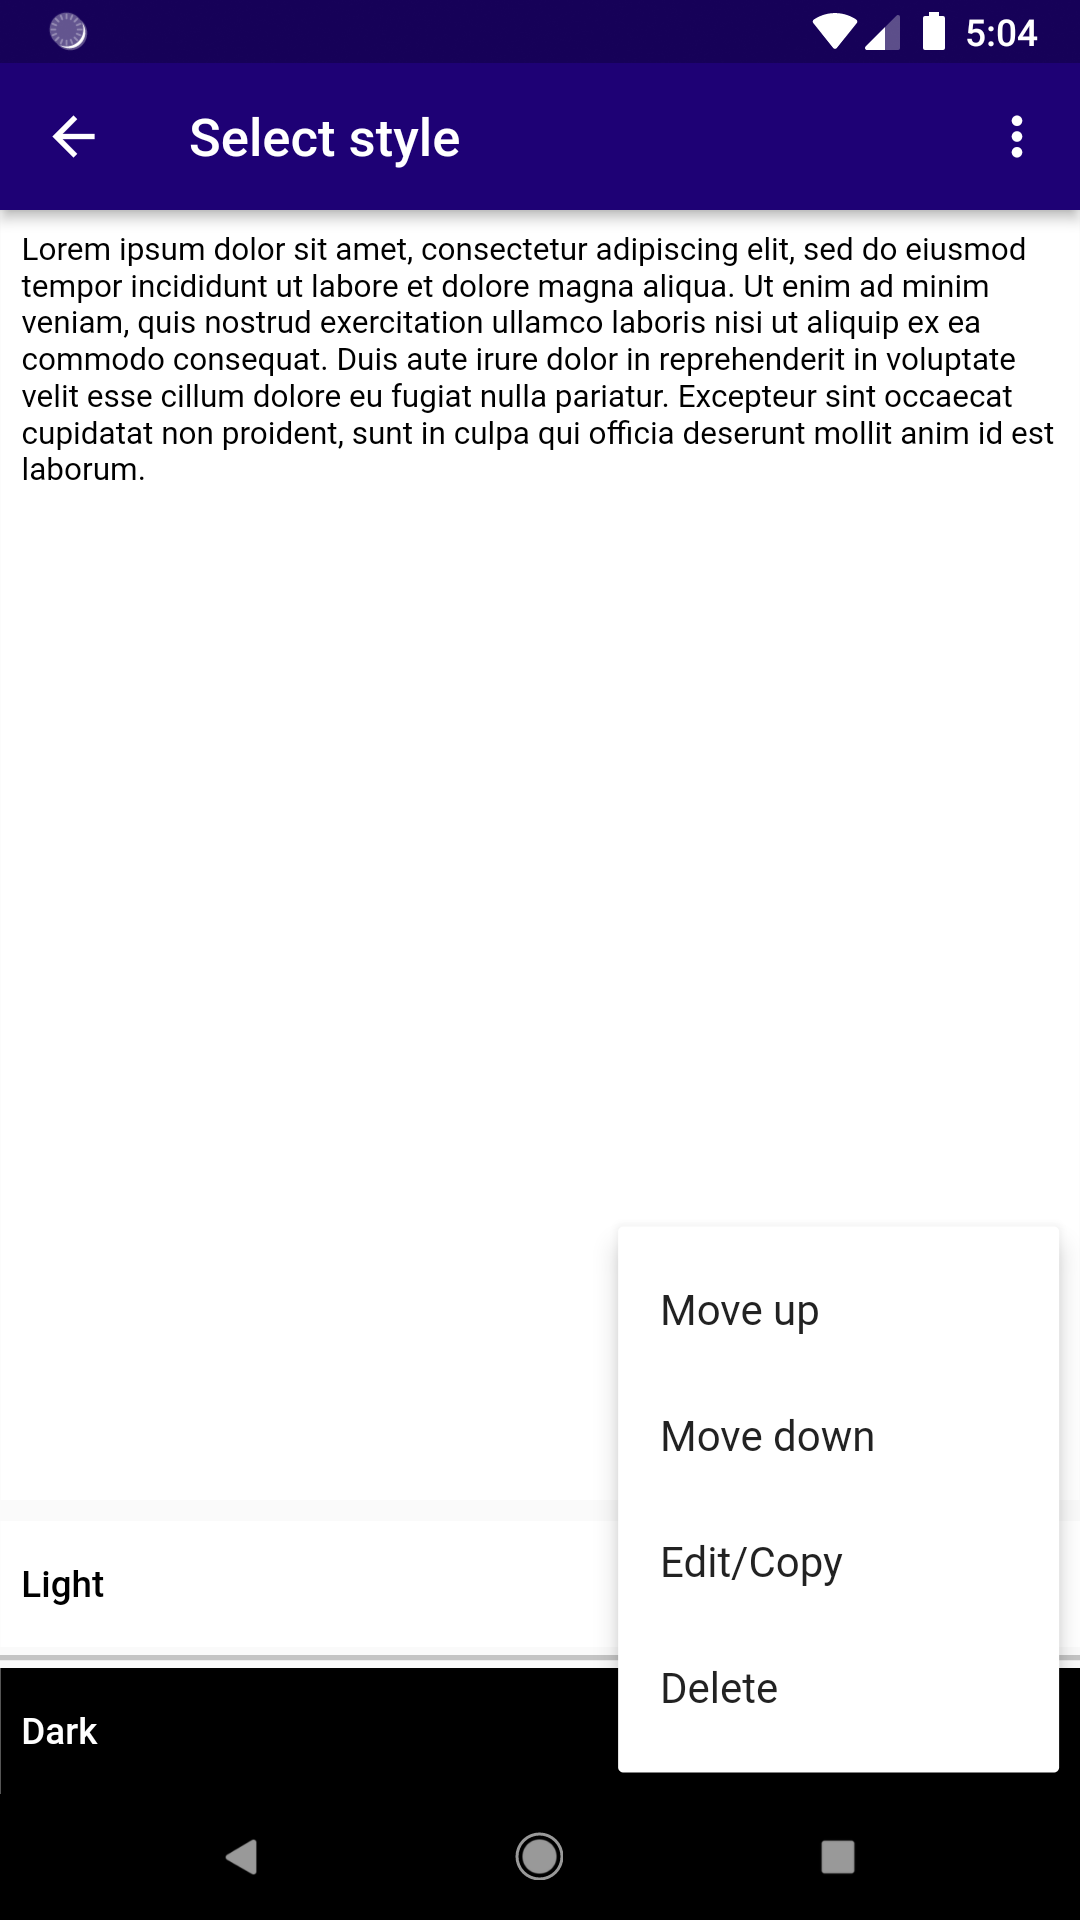 5:04
Select style
Lorem ipsum dolor sit amet, consectetur adipiscing elit, sed do eiusmod
tempor incididunt ut labore et dolore magna aliqua. Ut enim ad minim
veniam, quis nostrud exercitation ullamco laboris nisi ut aliquip ex ea
commodo consequat. Duis aute irure dolor in reprehenderit in voluptate
velit esse cillum dolore eu fugiat nulla pariatur. Excepteur sint occaecat
cupidatat non proident, sunt in culpa qui officia deserunt mollit anim id est
laborum.
Move up
Move down
Edit/Copy
Light
Delete
Dark